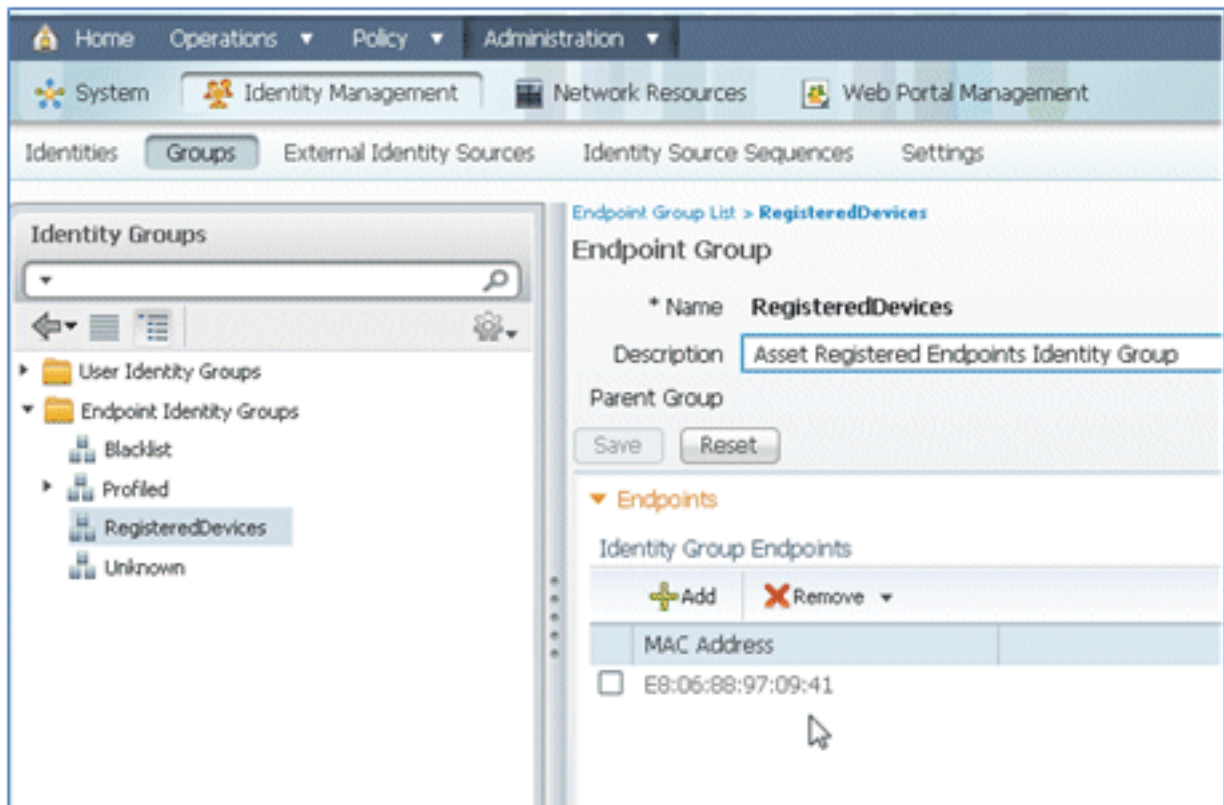 Home Operations Policy Administration
System Identity Management Network Resources Web Portal Management
Identities Groups External Identity Sources Identity Source Sequences Settings
Identity Groups
User Identity Groups
Endpoint Identity Groups
Blacklist
Profiled
RegisteredDevices
Unknown
Endpoint Group List > RegisteredDevices
Endpoint Group
* Name RegisteredDevices
Description Asset Registered Endpoints Identity Group
Parent Group
Save Reset
Endpoints
Identity Group Endpoints
Add Remove
MAC Address
E8:06:88:97:09:41